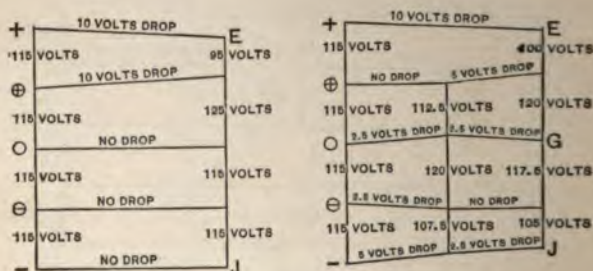 10 VOLTS DROP
+ E
115 VOLTS 95 VOLTS
10 VOLTS DROP
⊕
115 VOLTS 125 VOLTS
NO DROP
O
115 VOLTS 115 VOLTS
NO DROP
⊖
115 VOLTS 115 VOLTS
NO DROP
− J
10 VOLTS DROP
+ E
115 VOLTS 100 VOLTS
NO DROP 5 VOLTS DROP
⊕
115 VOLTS 112.5 VOLTS 120 VOLTS
2.5 VOLTS DROP 2.5 VOLTS DROP
O G
115 VOLTS 120 VOLTS 117.5 VOLTS
2.5 VOLTS DROP NO DROP
⊖
115 VOLTS 107.5 VOLTS 105 VOLTS
5 VOLTS DROP 2.5 VOLTS DROP
− J